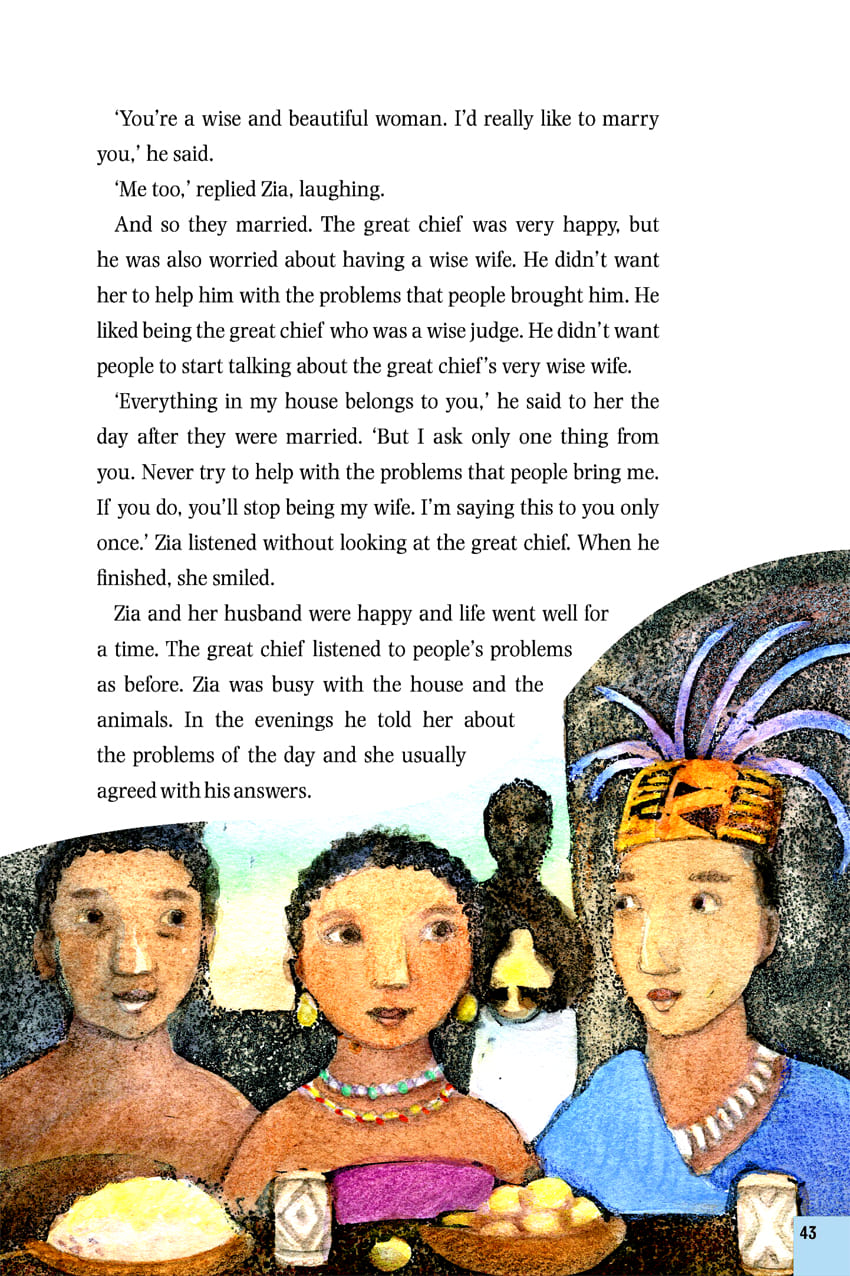 ‘You’re a wise and beautiful woman. I’d really like to marry
you,’ he said.
‘Me too,’ replied Zia, laughing.
And so they married. The great chief was very happy, but
he was also worried about having a wise wife. He didn’t want
her to help him with the problems that people brought him. He
liked being the great chief who was a wise judge. He didn’t want
people to start talking about the great chief’s very wise wife.
‘Everything in my house belongs to you,’ he said to her the
day after they were married. ‘But I ask only one thing from
you. Never try to help with the problems that people bring me.
If you do, you’ll stop being my wife. I’m saying this to you only
once.’ Zia listened without looking at the great chief. When he
finished, she smiled.
Zia and her husband were happy and life went well for
a time. The great chief listened to people’s problems
as before. Zia was busy with the house and the
animals. In the evenings he told her about
the problems of the day and she usually
agreed with his answers.
43